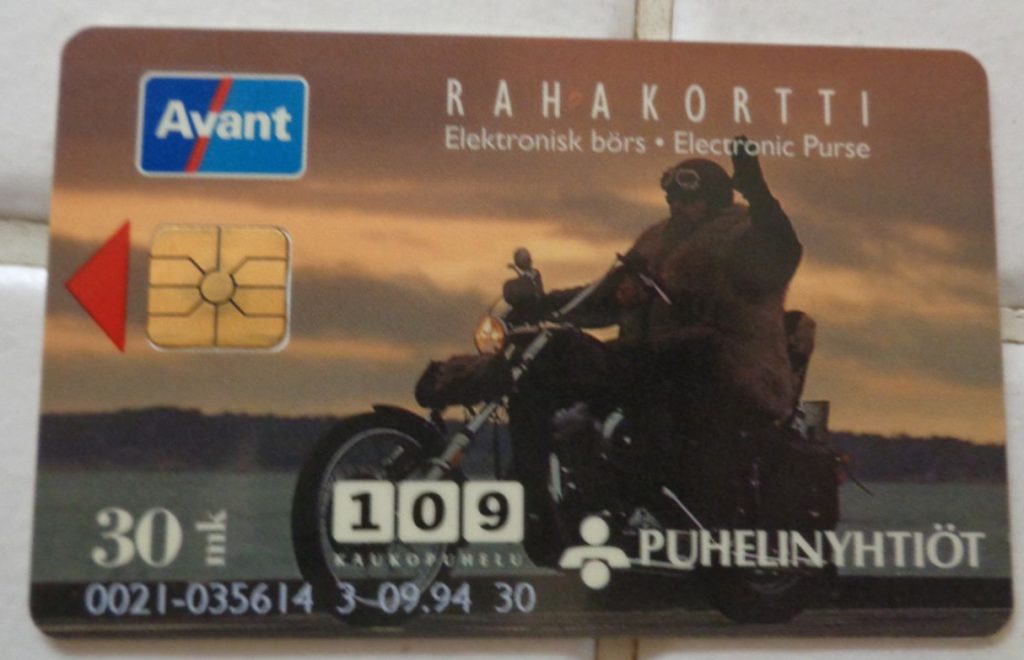 Avant
RAHAKORTTI
Elektronisk börs • Electronic Purse
109
KAUKOPUHELU
30 mk
PUHELINYHTIÖT
0021-035614 3 09.94 30